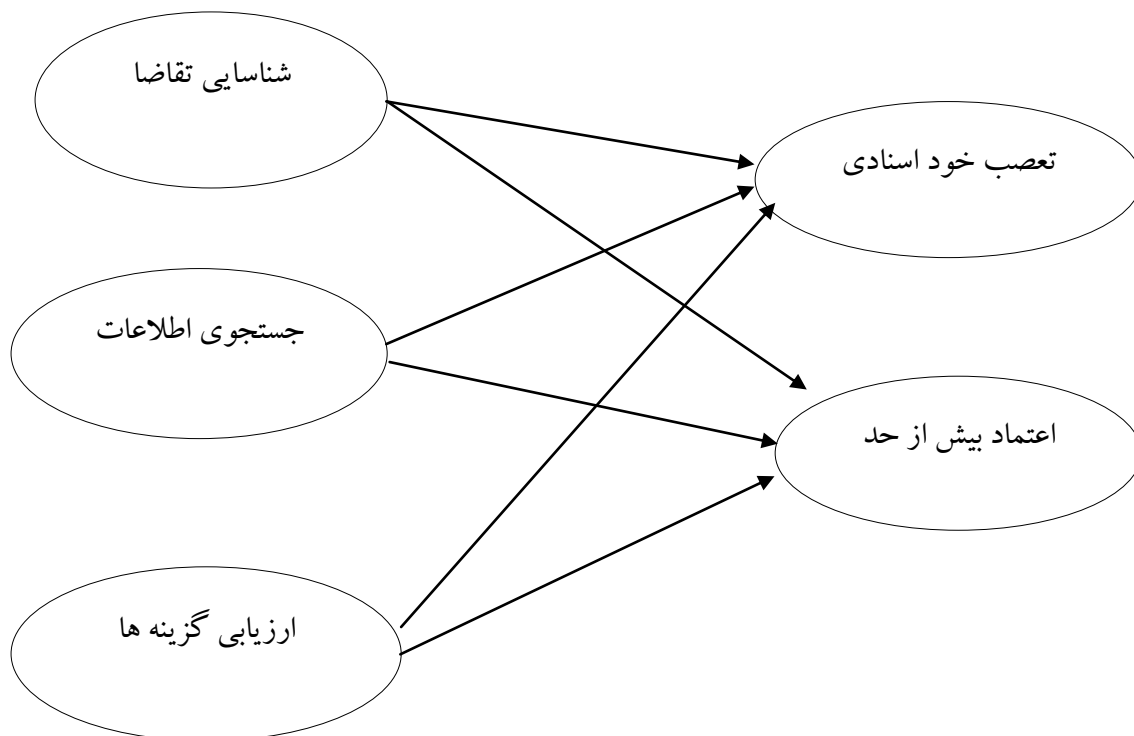 شناسایی تقاضا
تعصب خود اسنادی
جستجوی اطلاعات
اعتماد بیش از حد
ارزیابی گزینه ها